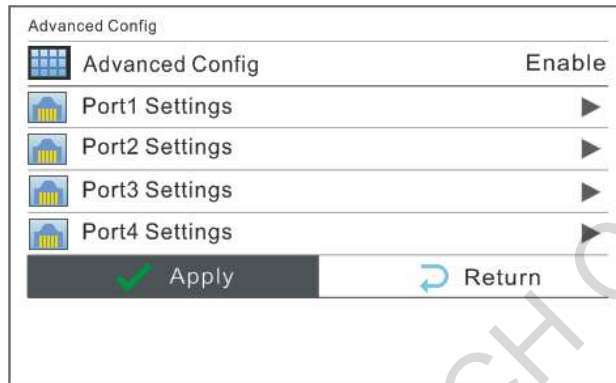 Advanced Config
Advanced Config Enable
Port1 Settings
Port2 Settings
Port3 Settings
Port4 Settings
Apply Return